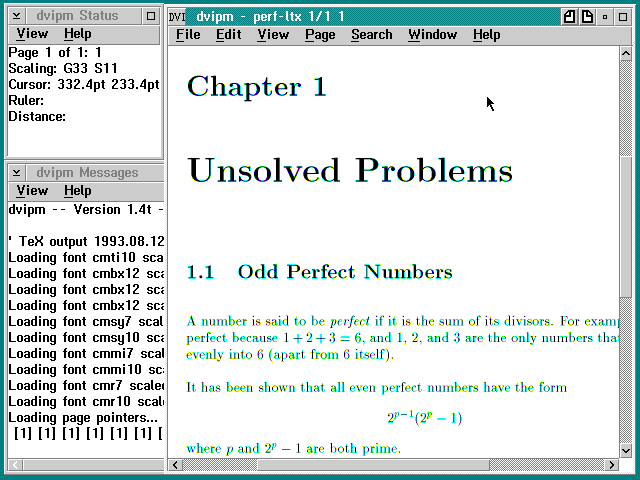 dvipm Status
View Help
Page 1 of 1: 1
Scaling: G33 S11
Cursor: 332.4pt 233.4pt
Ruler:
Distance:
dvipm Messages
View Help
dvipm -- Version 1.4t -
' TeX output 1993.08.12
Loading font cmti10 sca
Loading font cmbx12 sca
Loading font cmbx12 sca
Loading font cmbx12 sca
Loading font cmsy7 scal
Loading font cmsy10 sca
Loading font cmmi7 scal
Loading font cmmi10 sca
Loading font cmr7 scale
Loading font cmr10 scal
Loading page pointers...
[1] [1] [1] [1] [1] [1]
DVI dvipm - perf-ltx 1/1 1
File Edit View Page Search Window Help
Chapter 1
Unsolved Problems
1.1 Odd Perfect Numbers
A number is said to be perfect if it is the sum of its divisors. For examp
perfect because 1 + 2 + 3 = 6, and 1, 2, and 3 are the only numbers tha
evenly into 6 (apart from 6 itself).
It has been shown that all even perfect numbers have the form
2ᵖ⁻¹(2ᵖ − 1)
where p and 2ᵖ − 1 are both prime.